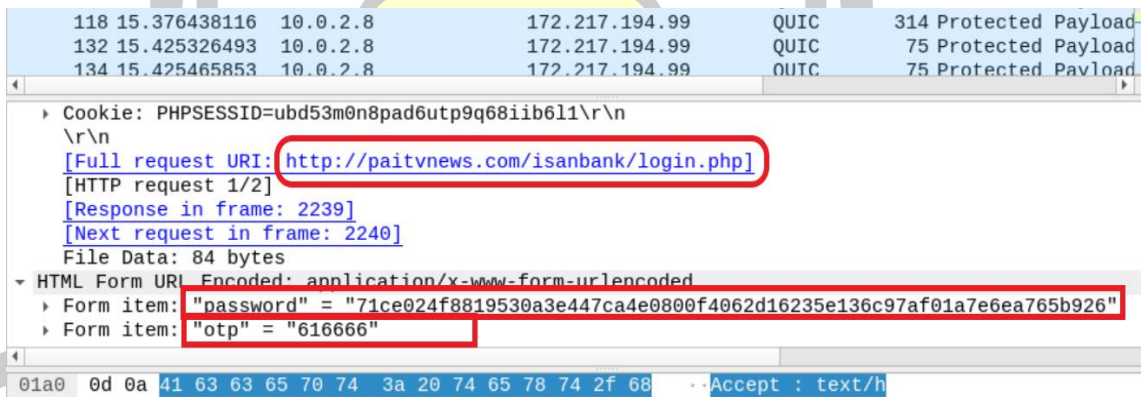 118 15.376438116 10.0.2.8 172.217.194.99 QUIC 314 Protected Payload
132 15.425326493 10.0.2.8 172.217.194.99 QUIC 75 Protected Payload
134 15.425465853 10.0.2.8 172.217.194.99 QUIC 75 Protected Payload
Cookie: PHPSESSID=ubd53m0n8pad6utp9q68iib6l1\r\n
\r\n
[Full request URI: http://paitvnews.com/isanbank/login.php]
[HTTP request 1/2]
[Response in frame: 2239]
[Next request in frame: 2240]
File Data: 84 bytes
HTML Form URL Encoded: application/x-www-form-urlencoded
Form item: "password" = "71ce024f8819530a3e447ca4e0800f4062d16235e136c97af01a7e6ea765b926"
Form item: "otp" = "616666"
01a0 0d 0a 41 63 63 65 70 74 3a 20 74 65 78 74 2f 68 ··Accept : text/h